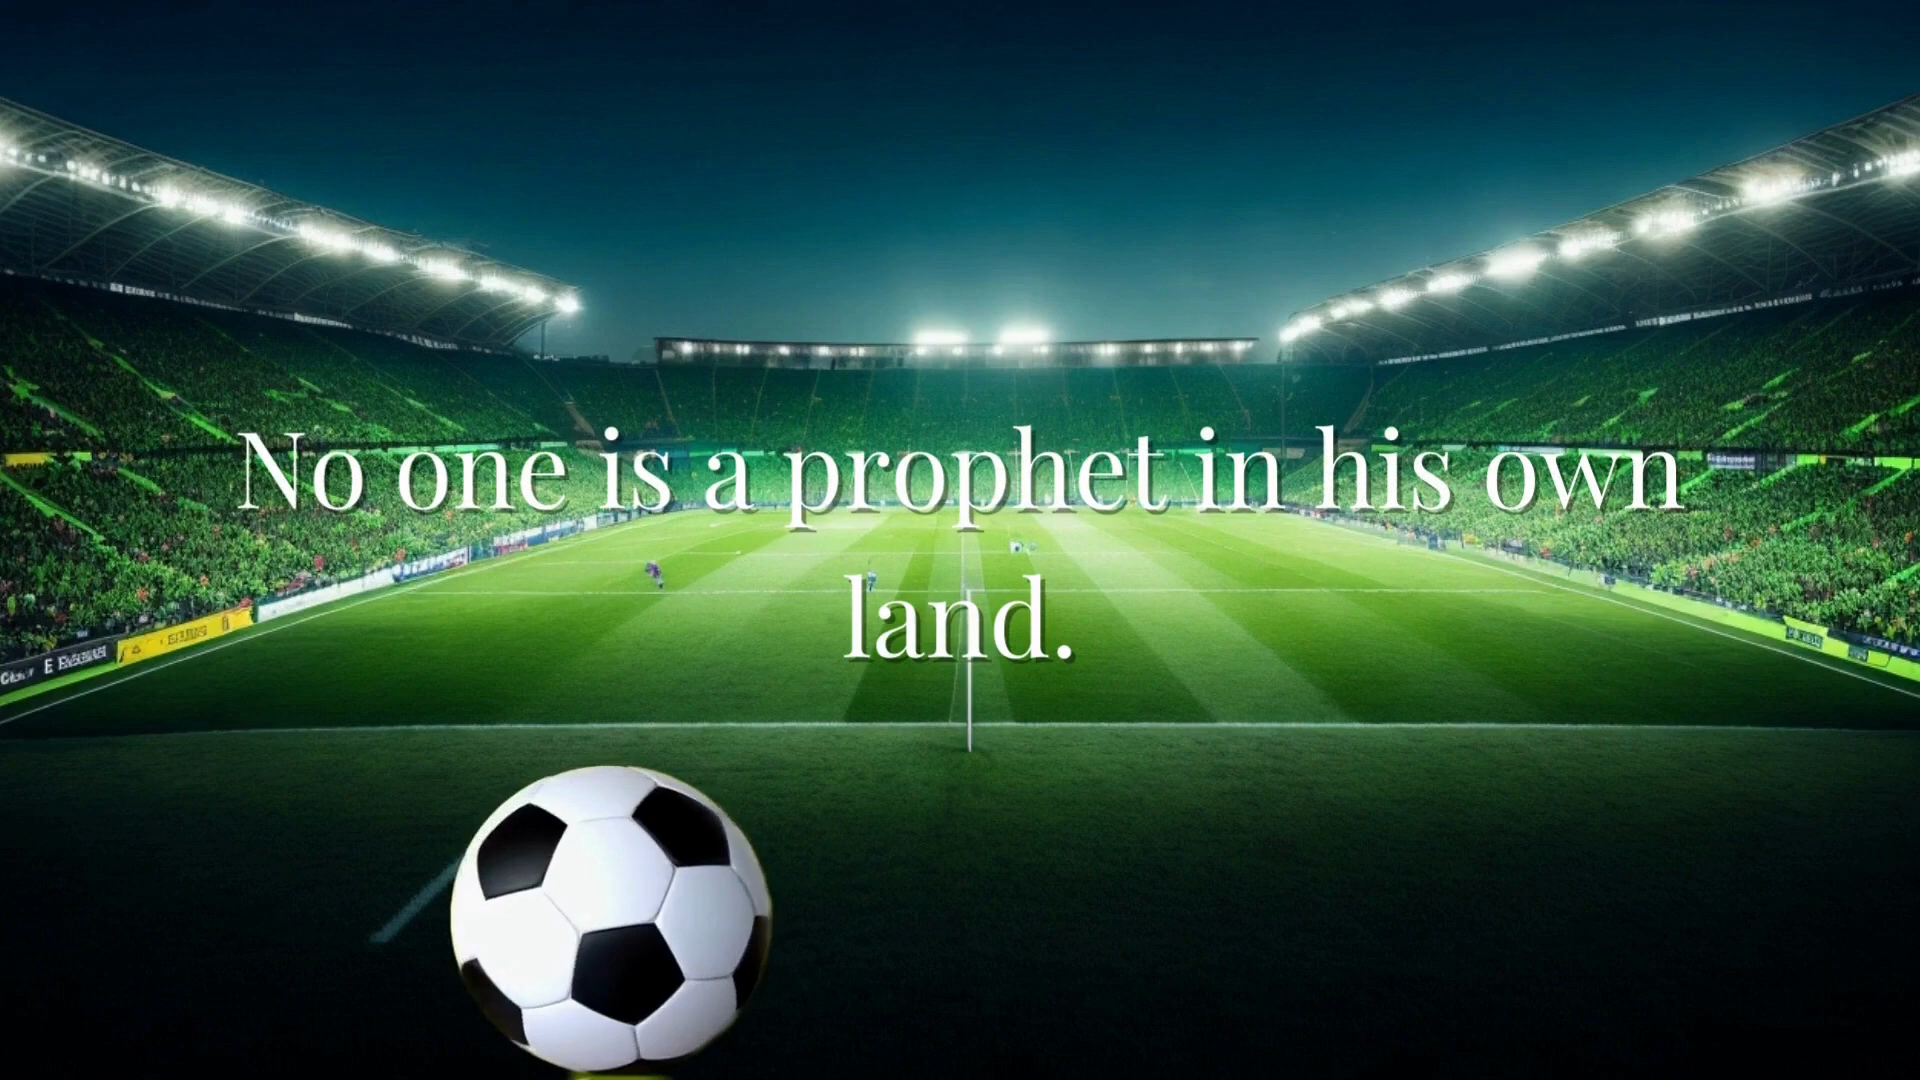 No one is a prophet in his own
land.